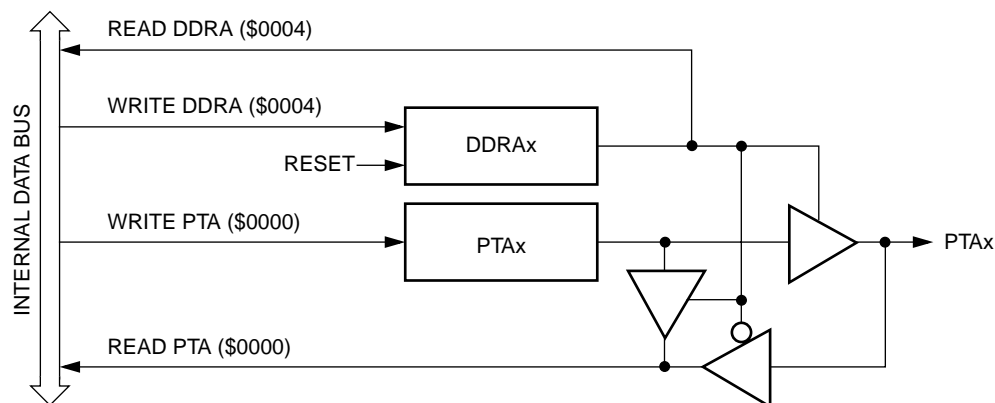 READ DDRA ($0004)
WRITE DDRA ($0004)
DDRAx
RESET
WRITE PTA ($0000)
PTAx
PTAx
READ PTA ($0000)
INTERNAL DATA BUS